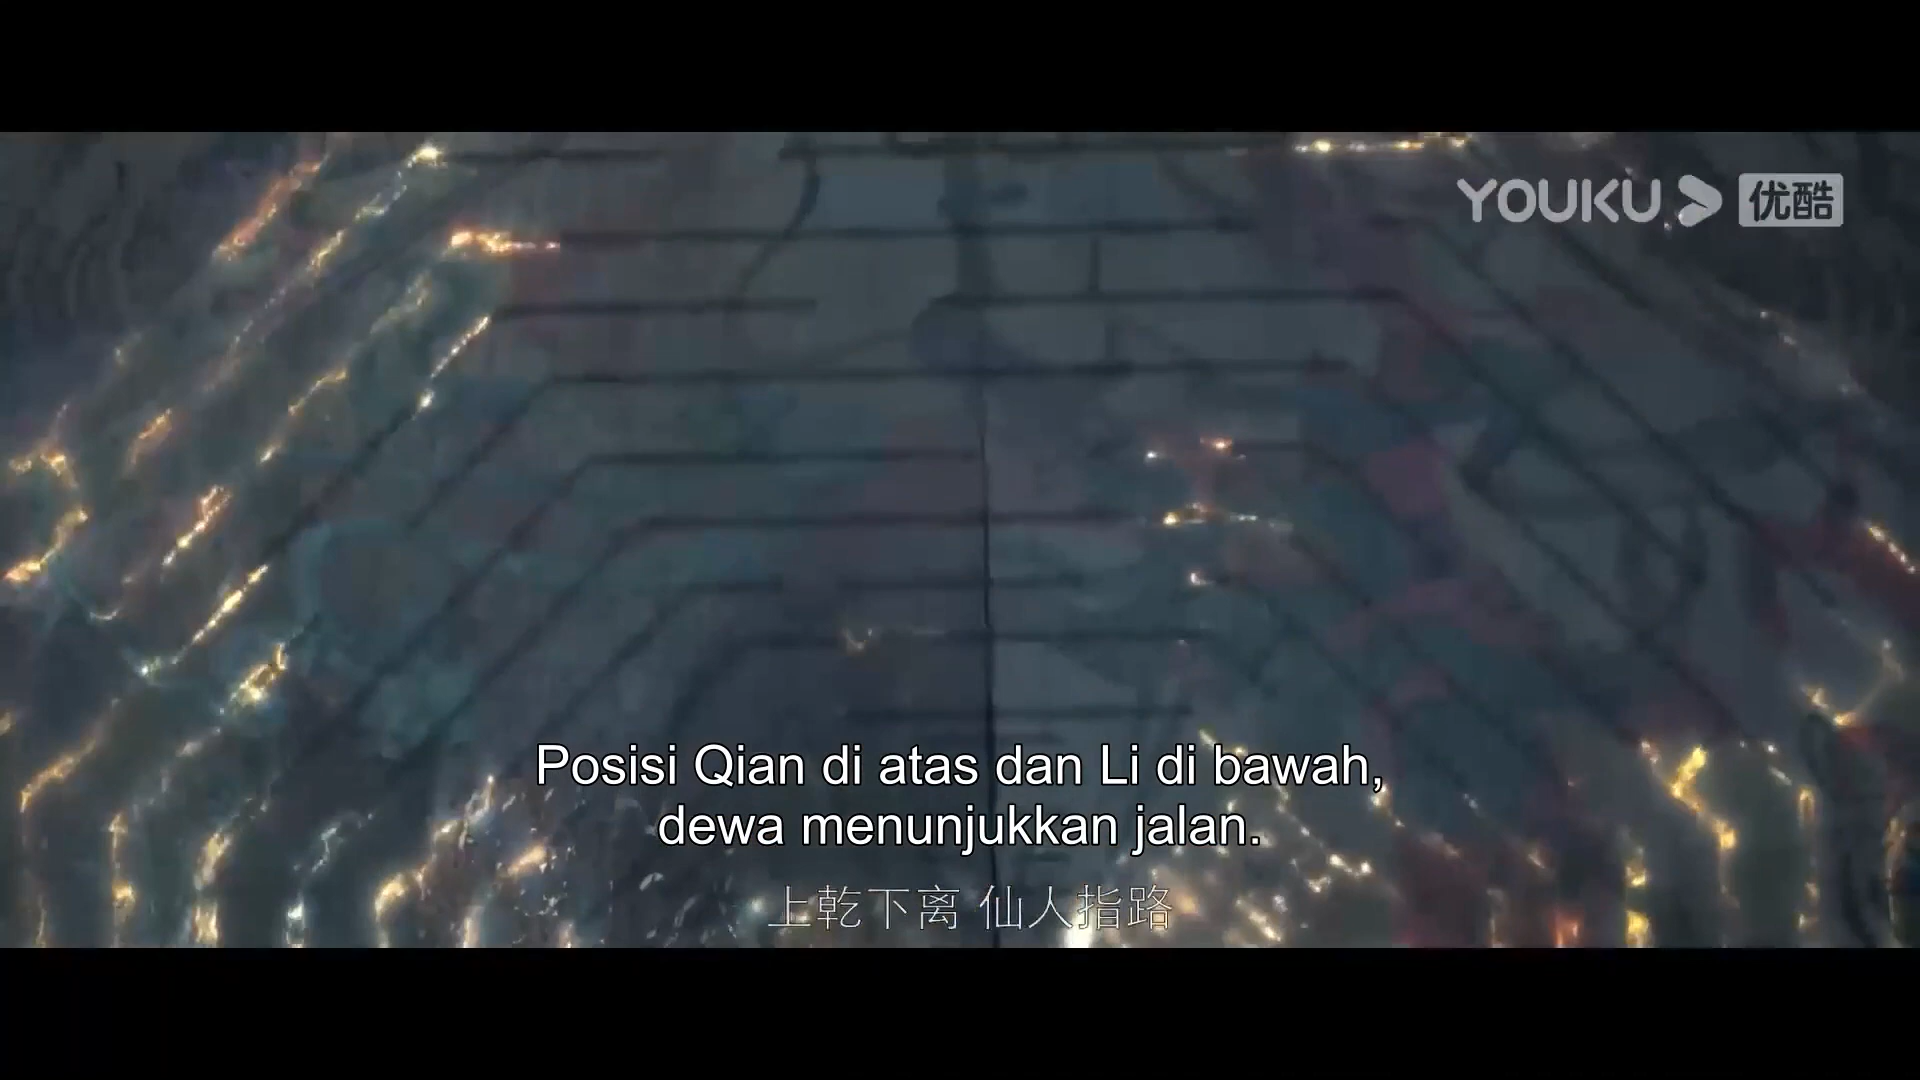 YOUKU 优酷
Posisi Qian di atas dan Li di bawah,
dewa menunjukkan jalan.
上乾下离 仙人指路